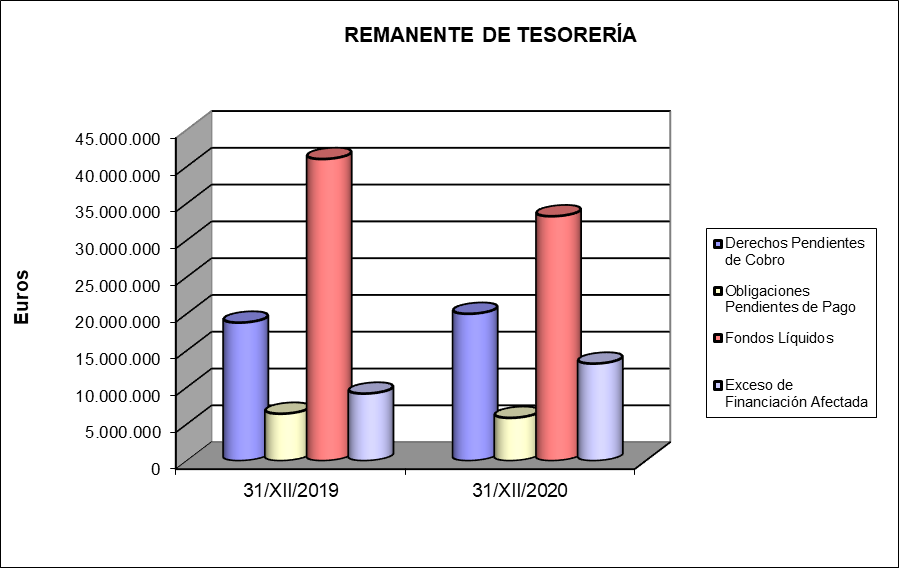 REMANENTE DE TESORERÍA
Euros
45.000.000
40.000.000
35.000.000
30.000.000
25.000.000
20.000.000
15.000.000
10.000.000
5.000.000
0
31/XII/2019
31/XII/2020
Derechos Pendientes
de Cobro
Obligaciones
Pendientes de Pago
Fondos Líquidos
Exceso de
Financiación Afectada